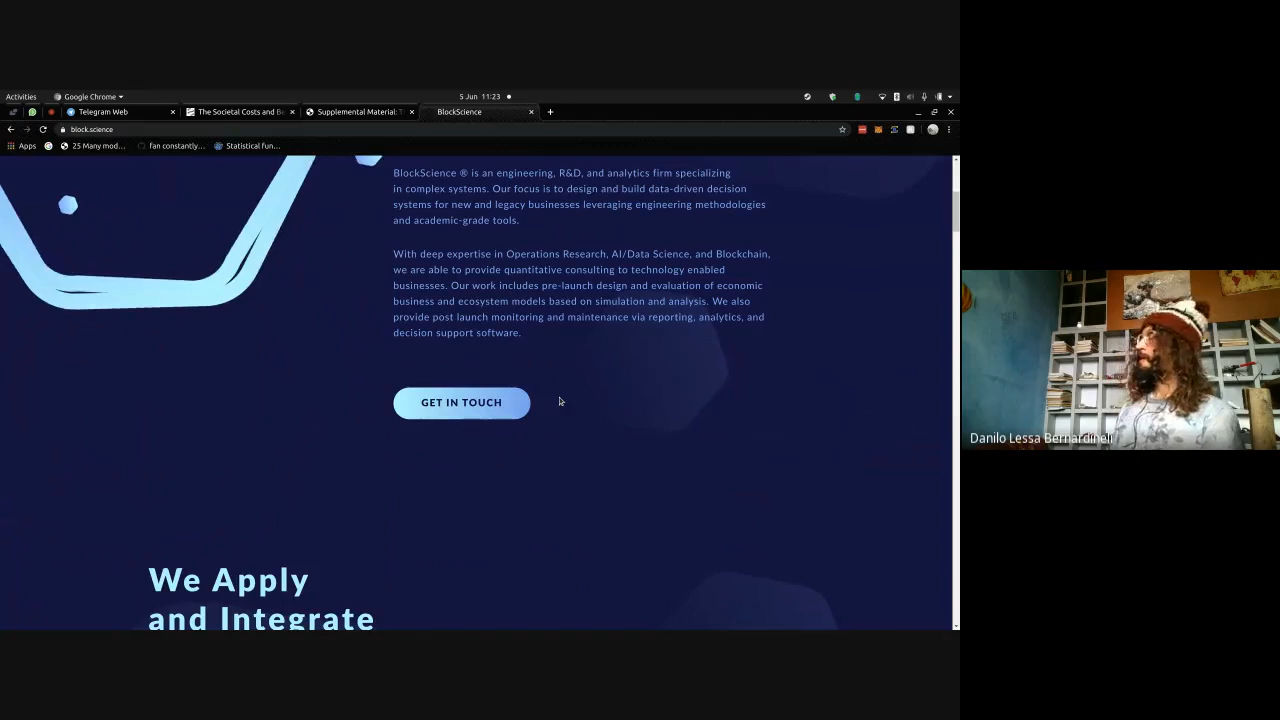 Activities
Google Chrome
5 Jun 11:23
Telegram Web
The Societal Costs and Be
Supplemental Material: T
BlockScience
block.science
Apps
25 Many mod...
fan constantly...
Statistical fun...
BlockScience ® is an engineering, R&D, and analytics firm specializing
in complex systems. Our focus is to design and build data-driven decision
systems for new and legacy businesses leveraging engineering methodologies
and academic-grade tools.
With deep expertise in Operations Research, AI/Data Science, and Blockchain,
we are able to provide quantitative consulting to technology enabled
businesses. Our work includes pre-launch design and evaluation of economic
business and ecosystem models based on simulation and analysis. We also
provide post launch monitoring and maintenance via reporting, analytics, and
decision support software.
GET IN TOUCH
We Apply
and Integrate
Danilo Lessa Bernardineli